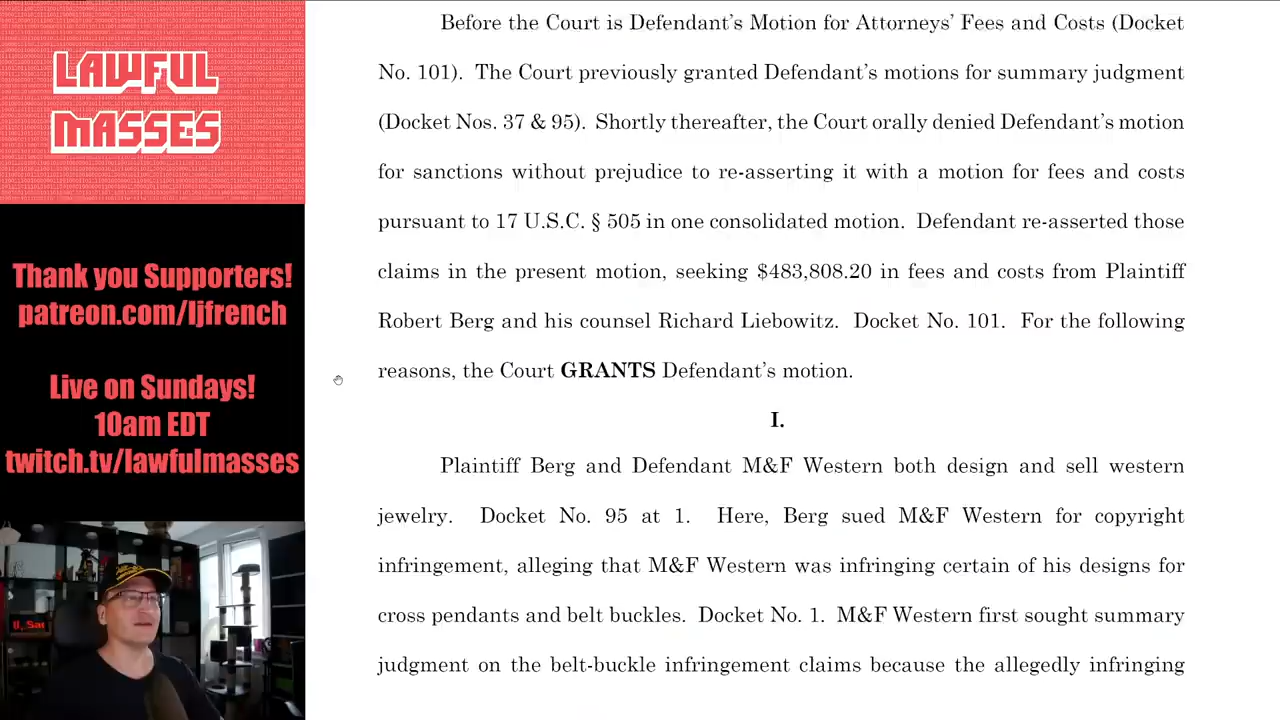 LAWFUL
MASSES
Thank you Supporters!
patreon.com/ljfrench
Live on Sundays!
10am EDT
twitch.tv/lawfulmasses
Before the Court is Defendant’s Motion for Attorneys’ Fees and Costs (Docket
No. 101). The Court previously granted Defendant’s motions for summary judgment
(Docket Nos. 37 & 95). Shortly thereafter, the Court orally denied Defendant’s motion
for sanctions without prejudice to re-asserting it with a motion for fees and costs
pursuant to 17 U.S.C. § 505 in one consolidated motion. Defendant re-asserted those
claims in the present motion, seeking $483,808.20 in fees and costs from Plaintiff
Robert Berg and his counsel Richard Liebowitz. Docket No. 101. For the following
reasons, the Court GRANTS Defendant’s motion.
I.
Plaintiff Berg and Defendant M&F Western both design and sell western
jewelry. Docket No. 95 at 1. Here, Berg sued M&F Western for copyright
infringement, alleging that M&F Western was infringing certain of his designs for
cross pendants and belt buckles. Docket No. 1. M&F Western first sought summary
judgment on the belt-buckle infringement claims because the allegedly infringing